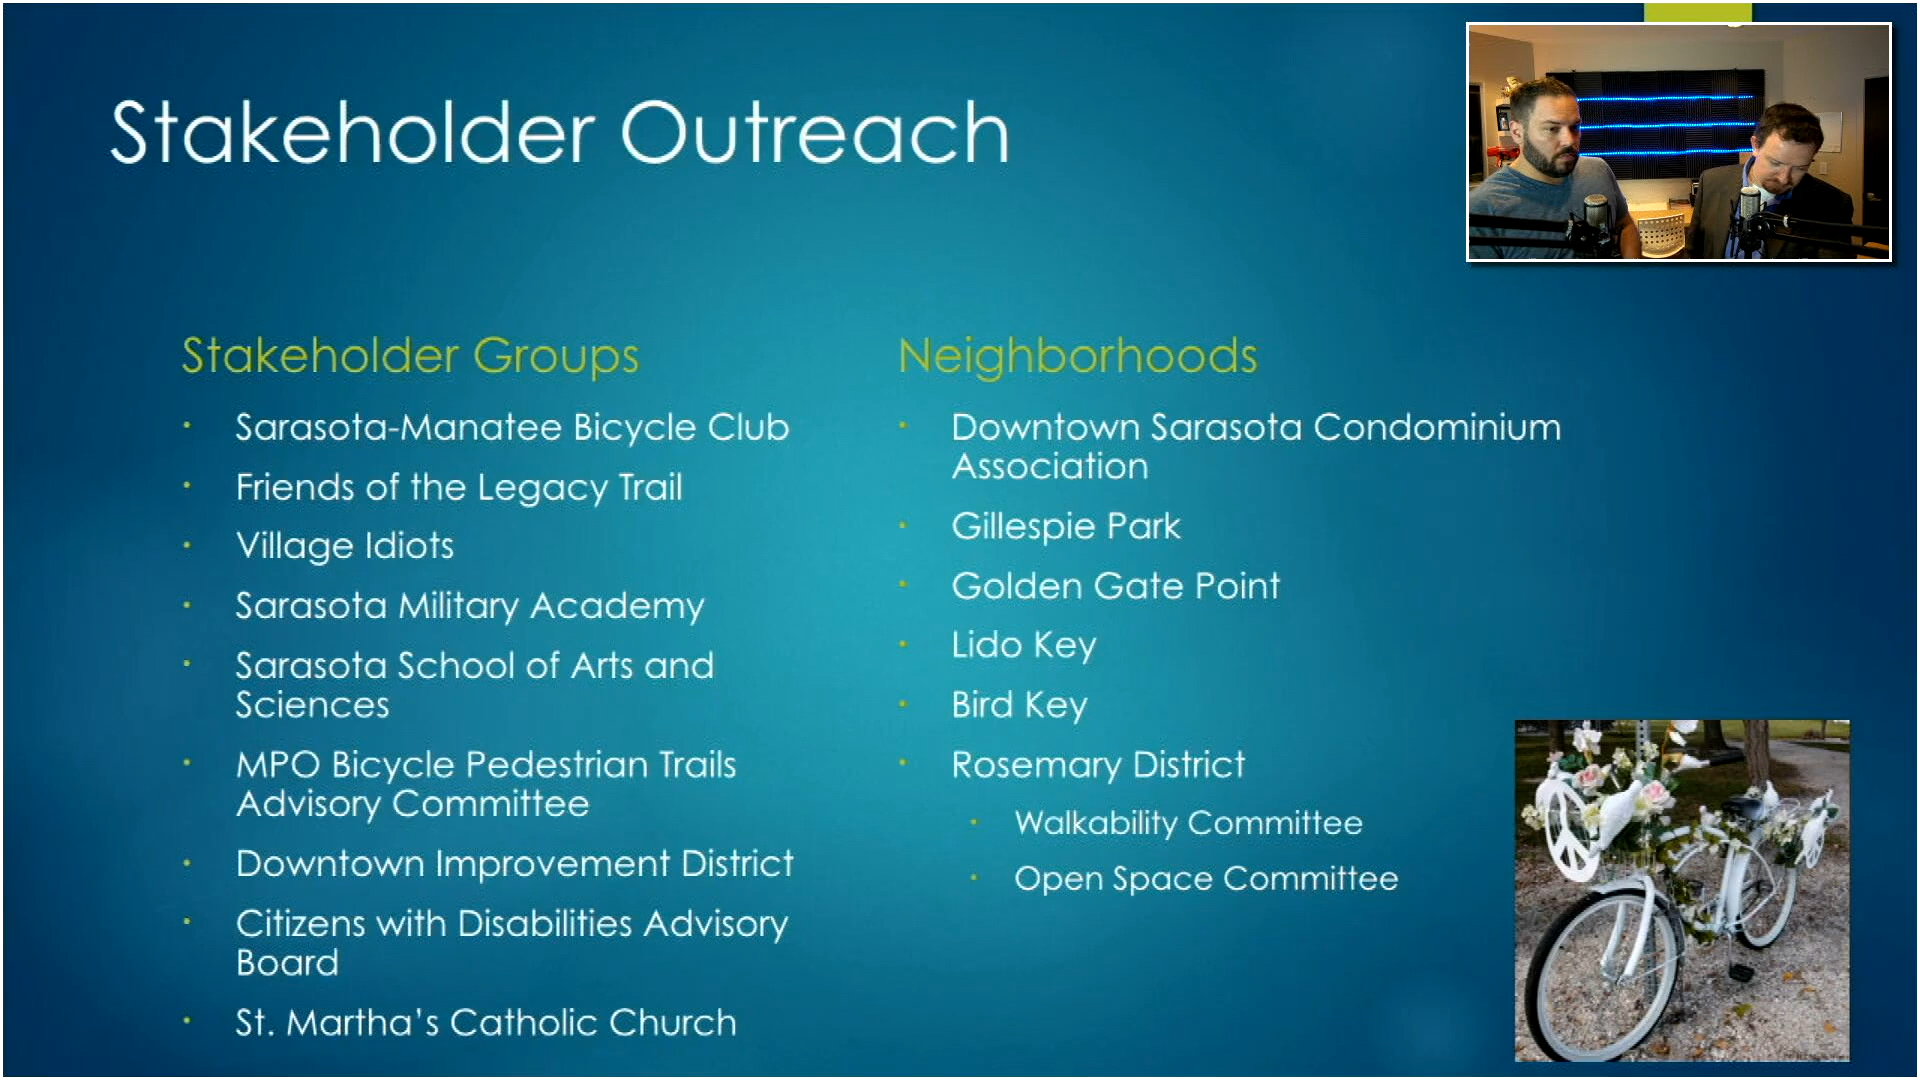 Stakeholder Outreach
Stakeholder Groups
Sarasota-Manatee Bicycle Club
Friends of the Legacy Trail
Village Idiots
Sarasota Military Academy
Sarasota School of Arts and
Sciences
MPO Bicycle Pedestrian Trails
Advisory Committee
Downtown Improvement District
Citizens with Disabilities Advisory
Board
St. Martha's Catholic Church
Neighborhoods
Downtown Sarasota Condominium
Association
Gillespie Park
Golden Gate Point
Lido Key
Bird Key
Rosemary District
Walkability Committee
Open Space Committee